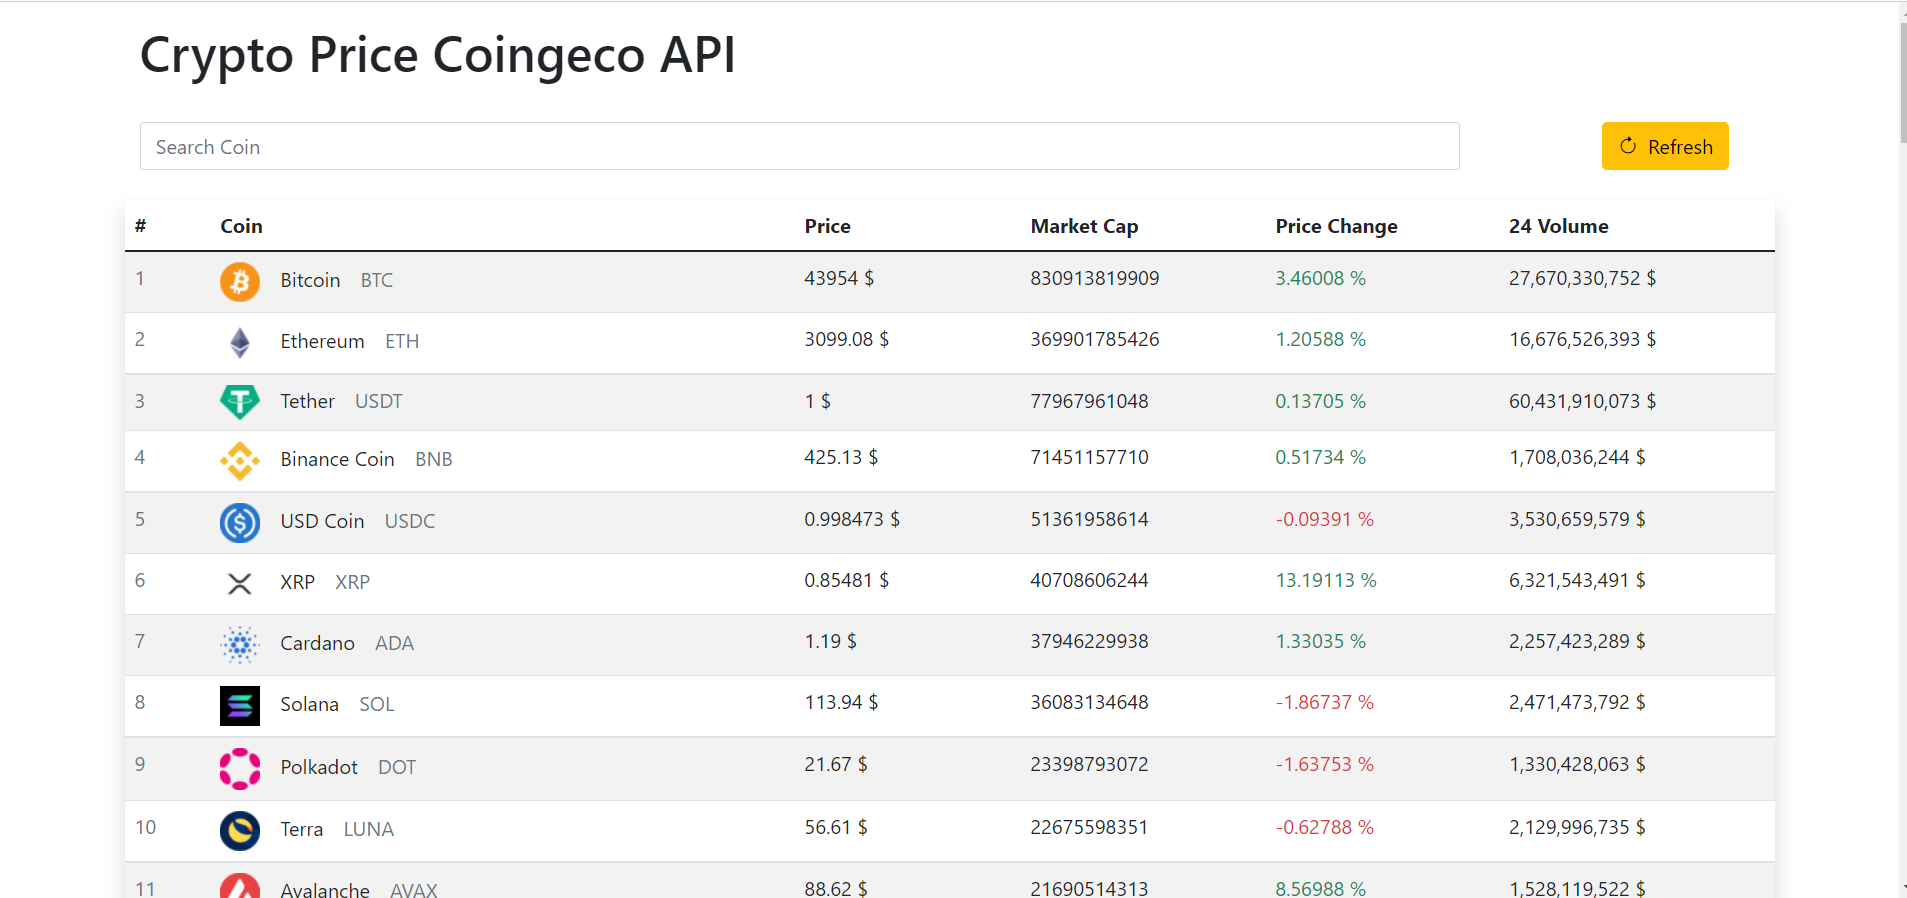 Crypto Price Coingeco API
Search Coin
Refresh
# Coin Price Market Cap Price Change 24 Volume
1 Bitcoin BTC 43954 $ 830913819909 3.46008 % 27,670,330,752 $
2 Ethereum ETH 3099.08 $ 369901785426 1.20588 % 16,676,526,393 $
3 Tether USDT 1 $ 77967961048 0.13705 % 60,431,910,073 $
4 Binance Coin BNB 425.13 $ 71451157710 0.51734 % 1,708,036,244 $
5 USD Coin USDC 0.998473 $ 51361958614 -0.09391 % 3,530,659,579 $
6 XRP XRP 0.85481 $ 40708606244 13.19113 % 6,321,543,491 $
7 Cardano ADA 1.19 $ 37946229938 1.33035 % 2,257,423,289 $
8 Solana SOL 113.94 $ 36083134648 -1.86737 % 2,471,473,792 $
9 Polkadot DOT 21.67 $ 23398793072 -1.63753 % 1,330,428,063 $
10 Terra LUNA 56.61 $ 22675598351 -0.62788 % 2,129,996,735 $
11 Avalanche AVAX 88.62 $ 21690514313 8.56988 % 1,528,119,522 $